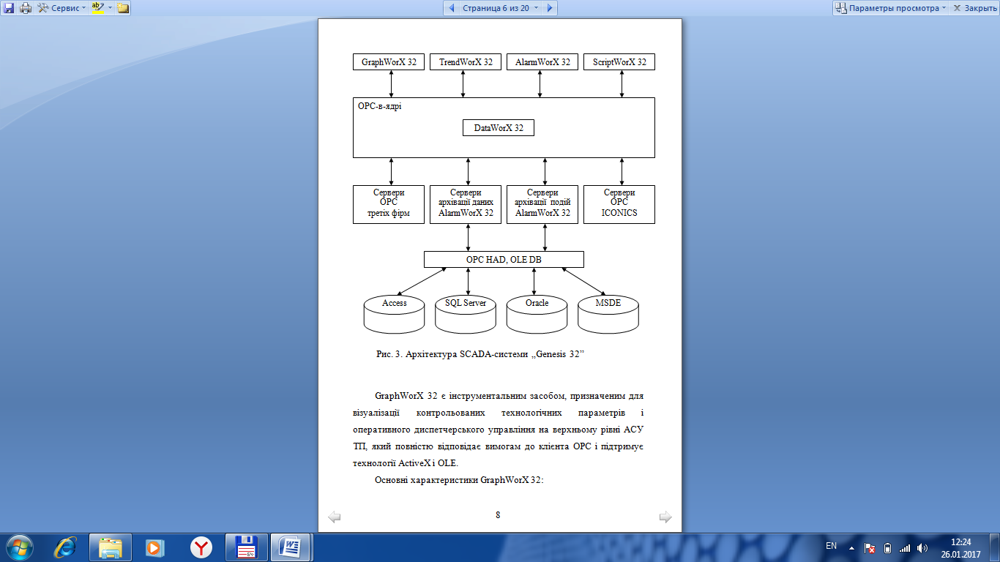 Сервис
Страница 6 из 20
Параметры просмотра
Закрыть
GraphWorX 32
TrendWorX 32
AlarmWorX 32
ScriptWorX 32
ОРС-в-ядрі
DataWorX 32
Сервери
ОРС
третіх фірм
Сервери
архівації даних
AlarmWorX 32
Сервери
архівації подій
AlarmWorX 32
Сервери
ОРС
ICONICS
OPC HAD, OLE DB
Access
SQL Server
Oracle
MSDE
Рис. 3. Архітектура SCADA-системи „Genesis 32”
GraphWorX 32 є інструментальним засобом, призначеним для
візуалізації контрольованих технологічних параметрів і
оперативного диспетчерського управління на верхньому рівні АСУ
ТП, який повністю відповідає вимогам до клієнта ОРС і підтримує
технології ActiveX і OLE.
Основні характеристики GraphWorX 32:
8
EN
12:24
26.01.2017